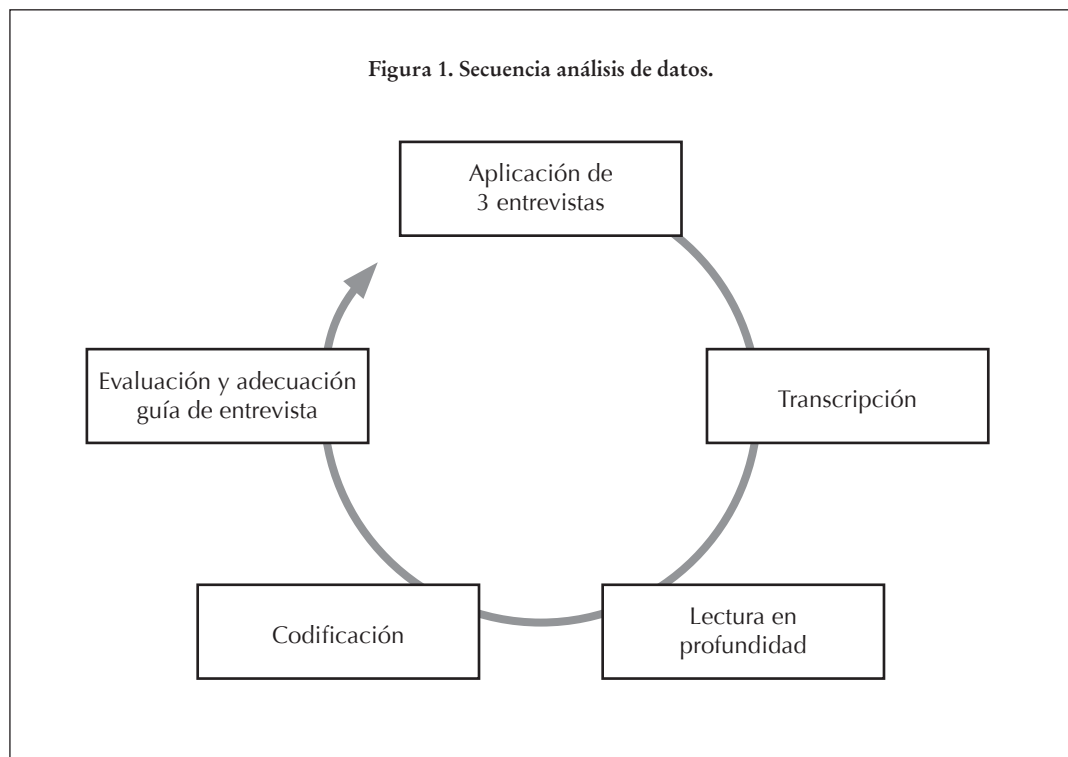 Figura 1. Secuencia análisis de datos.
Aplicación de
3 entrevistas
Transcripción
Lectura en
profundidad
Codificación
Evaluación y adecuación
guía de entrevista